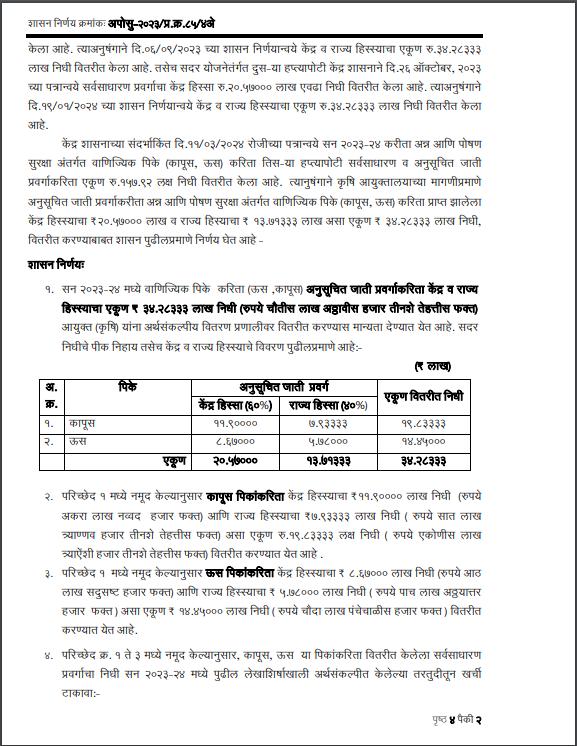 शासन निर्णय क्रमांकः अपोसु-२०२३/प्र.क्र.८५/४अे
केला आहे. त्याअनुषंगाने दि.०६/०९/२०२३ च्या शासन निर्णयान्वये केंद्र व राज्य हिस्स्याचा एकूण रु.३४.२८३३३
लाख निधी वितरीत केला आहे. तसेच सदर योजनेतंर्गत दुस-या हप्त्यापोटी केंद्र शासनाने दि.२६ ऑक्टोबर, २०२३
च्या पत्रान्वये सर्वसाधारण प्रवर्गाचा केंद्र हिस्सा रु.२०.५७००० लाख एवढा निधी वितरीत केला आहे. त्याअनुषंगाने
दि.१९/०१/२०२४ च्या शासन निर्णयान्वये केंद्र व राज्य हिस्स्याचा एकूण रु.३४.२८३३३ लाख निधी वितरीत केला
आहे.
केंद्र शासनाच्या संदर्भाकित दि.११/०३/२०२४ रोजीच्या पत्रान्वये सन २०२३-२४ करीता अन्न आणि पोषण
सुरक्षा अंतर्गत वाणिज्यिक पिके (कापूस, ऊस) करिता तिस-या हप्त्यापोटी सर्वसाधारण व अनुसूचित जाती
प्रवर्गाकरिता एकूण रु.१५७.९२ लक्ष निधी वितरीत केला आहे. त्यानुषंगाने कृषि आयुक्तालयाच्या मागणीप्रमाणे
अनुसूचित जाती प्रवर्गाकरीता अन्न आणि पोषण सुरक्षा अंतर्गत वाणिज्यिक पिके (कापूस, ऊस) करिता प्राप्त झालेला
केंद्र हिस्स्याचा ₹२०.५७००० लाख व राज्य हिस्याचा ₹ १३.७१३३३ लाख असा एकूण ₹ ३४.२८३३३ लाख निधी,
वितरीत करण्याबाबत शासन पुढीलप्रमाणे निर्णय घेत आहे -
शासन निर्णयः
१. सन २०२३-२४ मध्ये वाणिज्यिक पिके करिता (ऊस ,कापूस) अनुसूचित जाती प्रवर्गाकरिता केंद्र व राज्य
हिस्स्याचा एकूण ₹ ३४.२८३३३ लाख निधी (रुपये चौतीस लाख अठ्ठावीस हजार तीनशे तेहत्तीस फक्त)
आयुक्त (कृषि) यांना अर्थसंकल्पीय वितरण प्रणालीवर वितरीत करण्यास मान्यता देण्यात येत आहे. सदर
निधीचे पीक निहाय तसेच केंद्र व राज्य हिस्याचे विवरण पुढीलप्रमाणे आहे:-
(₹ लाख)
अ. क्र. पिके अनुसूचित जाती प्रवर्ग एकूण वितरीत निधी
केंद्र हिस्सा (६०%) राज्य हिस्सा (४०%)
१. कापूस ११.९०००० ७.९३३३३ १९.८३३३३
२. ऊस ८.६७००० ५.७८००० १४.४५०००
एकूण २०.५७००० १३.७१३३३ ३४.२८३३३
२. परिच्छेद १ मध्ये नमूद केल्यानुसार कापूस पिकांकरिता केंद्र हिस्स्याचा ₹११.९०००० लाख निधी (रुपये
अकरा लाख नव्वद हजार फक्त) आणि राज्य हिस्स्याचा ₹७.९३३३३ लाख निधी ( रुपये सात लाख
त्र्याण्णव हजार तीनशे तेहत्तीस फक्त) असा एकूण रु.१९.८३३३३ लक्ष निधी ( रुपये एकोणीस लाख
त्र्याऐंशी हजार तीनशे तेहत्तीस फक्त) वितरीत करण्यात येत आहे .
३. परिच्छेद १ मध्ये नमूद केल्यानुसार ऊस पिकांकरिता केंद्र हिस्स्याचा ₹ ८.६७००० लाख निधी (रुपये आठ
लाख सदुसष्ट हजार फक्त) आणि राज्य हिस्स्याचा ₹ ५.७८००० लाख निधी ( रुपये पाच लाख अठ्ठयात्तर
हजार फक्त ) असा एकूण ₹ १४.४५००० लाख निधी ( रुपये चौदा लाख पंचेचाळीस हजार फक्त ) वितरीत
करण्यात येत आहे.
४. परिच्छेद क्र. १ ते ३ मध्ये नमूद केल्यानुसार, कापूस, ऊस या पिकांकरिता वितरीत केलेला सर्वसाधारण
प्रवर्गाचा निधी सन २०२३-२४ मध्ये पुढील लेखाशिर्षाखाली अर्थसंकल्पीत केलेल्या तरतुदीतून खर्ची
टाकावा:-
पृष्ठ ४ पैकी २